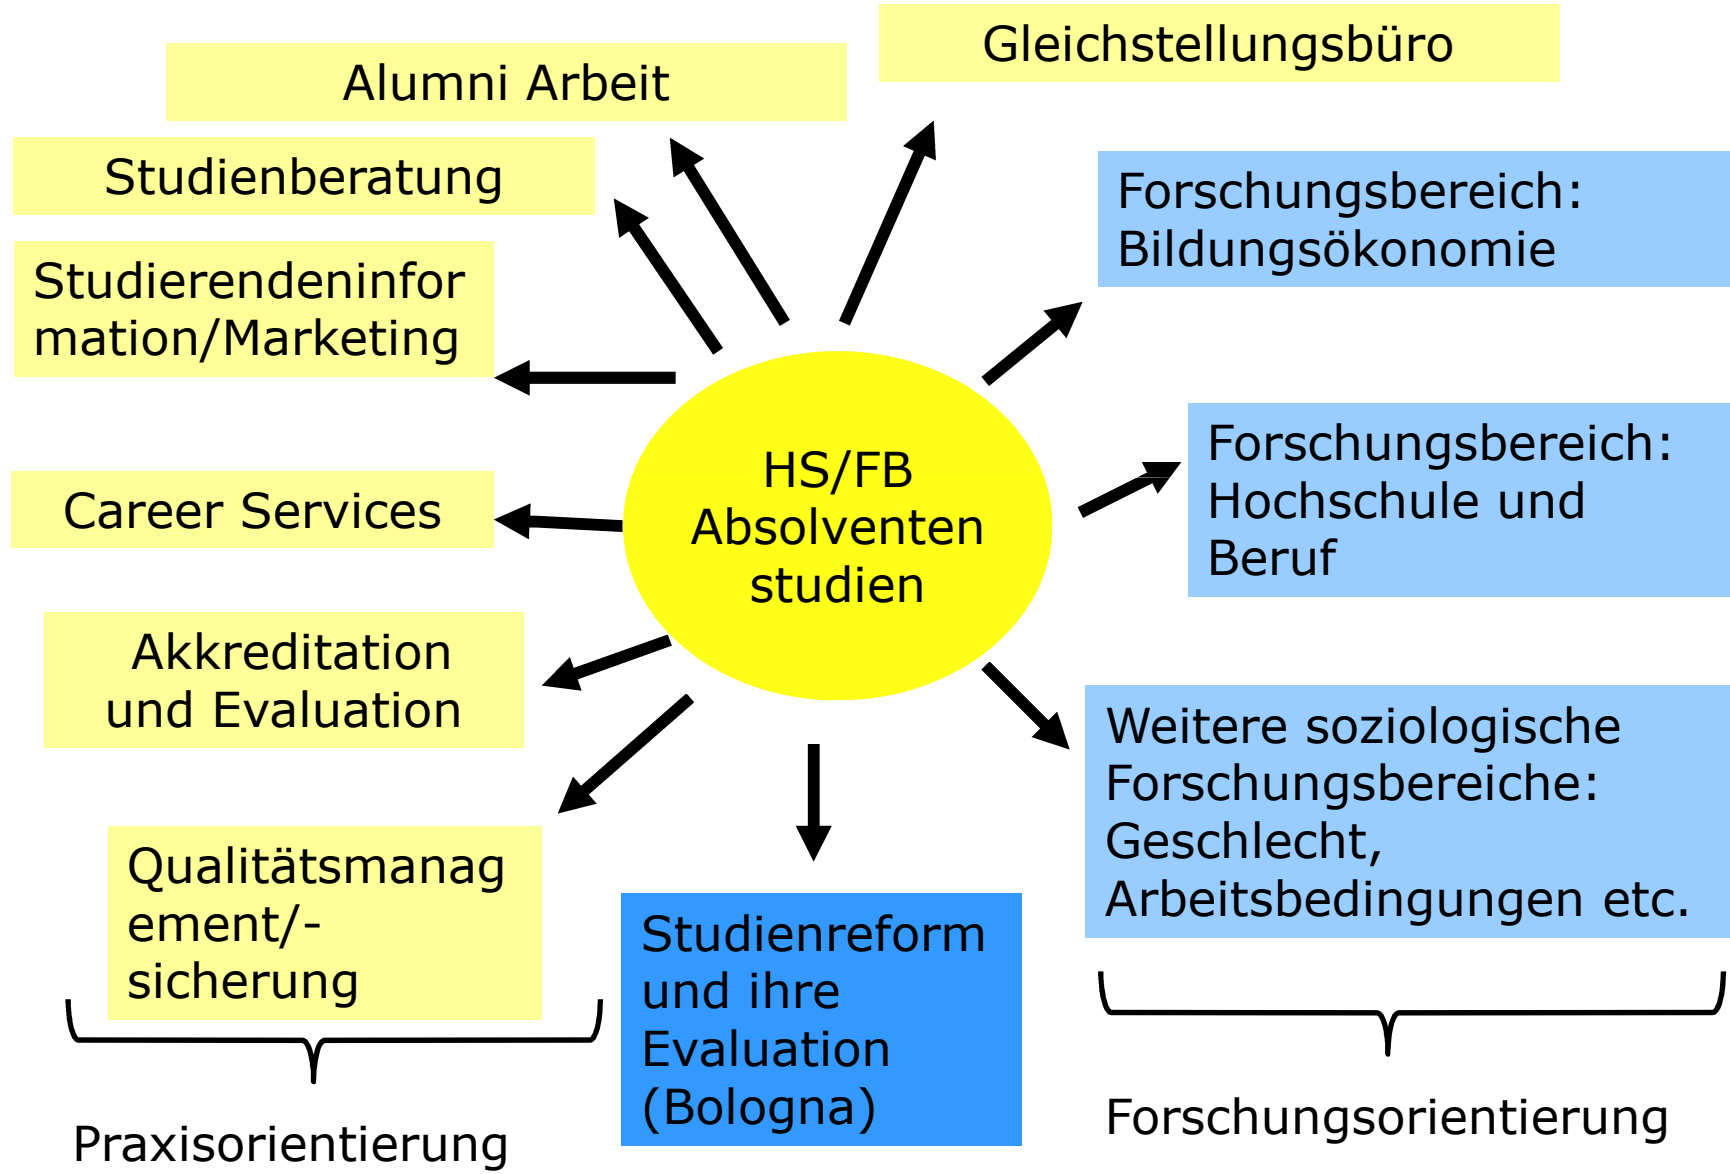 Gleichstellungsbüro
Alumni Arbeit
Studienberatung
Studierendeninfor
mation/Marketing
Career Services
Akkreditation
und Evaluation
Qualitätsmanag
ement/-
sicherung
Praxisorientierung
HS/FB
Absolventen
studien
Studienreform
und ihre
Evaluation
(Bologna)
Forschungsbereich:
Bildungsökonomie
Forschungsbereich:
Hochschule und
Beruf
Weitere soziologische
Forschungsbereiche:
Geschlecht,
Arbeitsbedingungen etc.
Forschungsorientierung